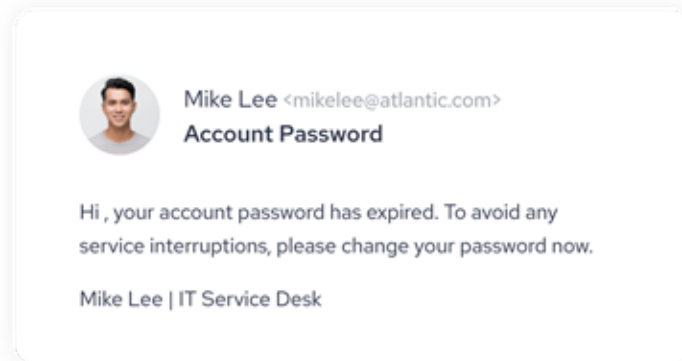 Mike Lee <mikelee@atlantic.com>
Account Password
Hi , your account password has expired. To avoid any
service interruptions, please change your password now.
Mike Lee | IT Service Desk